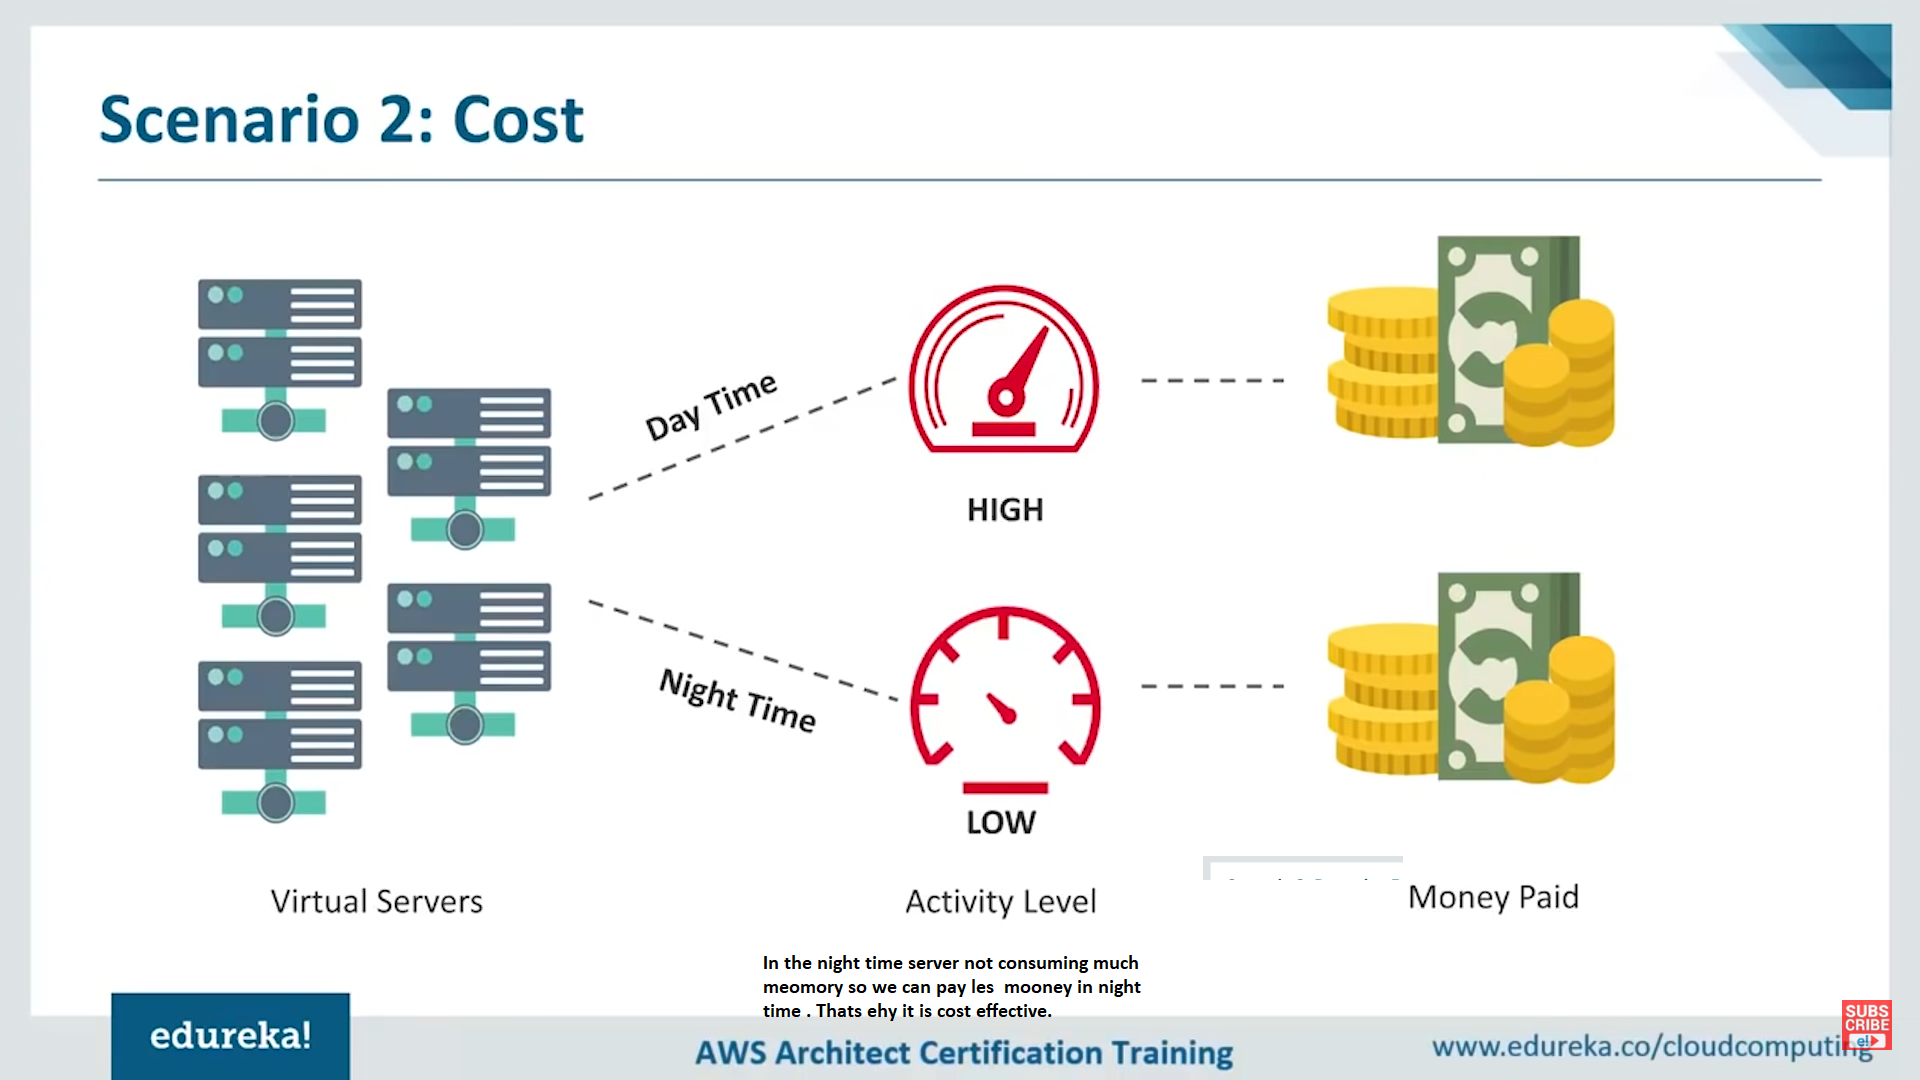 Scenario 2: Cost
Day Time
HIGH
Night Time
LOW
Virtual Servers
Activity Level
Money Paid
In the night time server not consuming much
meomory so we can pay les  mooney in night
time . Thats ehy it is cost effective.
edureka!
AWS Architect Certification Training
www.edureka.co/cloudcomputing
SUBS
CRIBE
e!